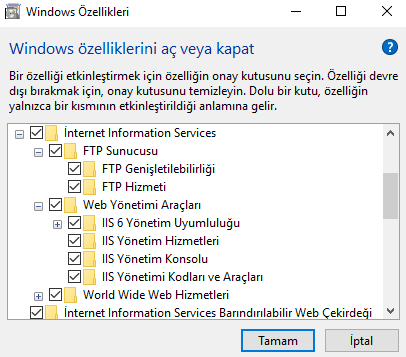 Windows Özellikleri
Windows özelliklerini aç veya kapat
Bir özelliği etkinleştirmek için özelliğin onay kutusunu seçin. Özelliği devre
dışı bırakmak için, onay kutusunu temizleyin. Dolu bir kutu, özelliğin
yalnızca bir kısmının etkinleştirildiği anlamına gelir.
İnternet Information Services
FTP Sunucusu
FTP Genişletilebilirliği
FTP Hizmeti
Web Yönetimi Araçları
IIS 6 Yönetim Uyumluluğu
IIS Yönetim Hizmetleri
IIS Yönetim Konsolu
IIS Yönetimi Kodları ve Araçları
World Wide Web Hizmetleri
İnternet Information Services Barındırılabilir Web Çekirdeği
Tamam
İptal